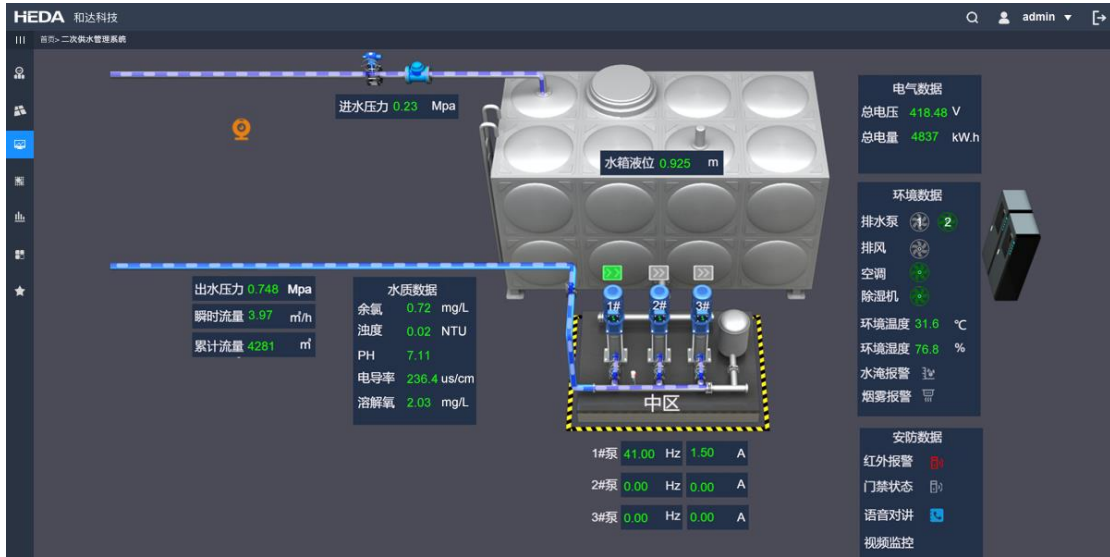 HEDA 和达科技
admin
首页>二次供水管理系统
进水压力 0.23 Mpa
水箱液位 0.925 m
电气数据
总电压 418.48 V
总电量 4837 kW.h
环境数据
排水泵 1 2
排风
空调
除湿机
环境温度 31.6 ℃
环境湿度 76.8 %
水淹报警
烟雾报警
出水压力 0.748 Mpa
瞬时流量 3.97 m³/h
累计流量 4281 m³
水质数据
余氯 0.72 mg/L
浊度 0.02 NTU
PH 7.11
电导率 236.4 us/cm
溶解氧 2.03 mg/L
1# 2# 3#
中区
1#泵 41.00 Hz 1.50 A
2#泵 0.00 Hz 0.00 A
3#泵 0.00 Hz 0.00 A
安防数据
红外报警
门禁状态
语音对讲
视频监控